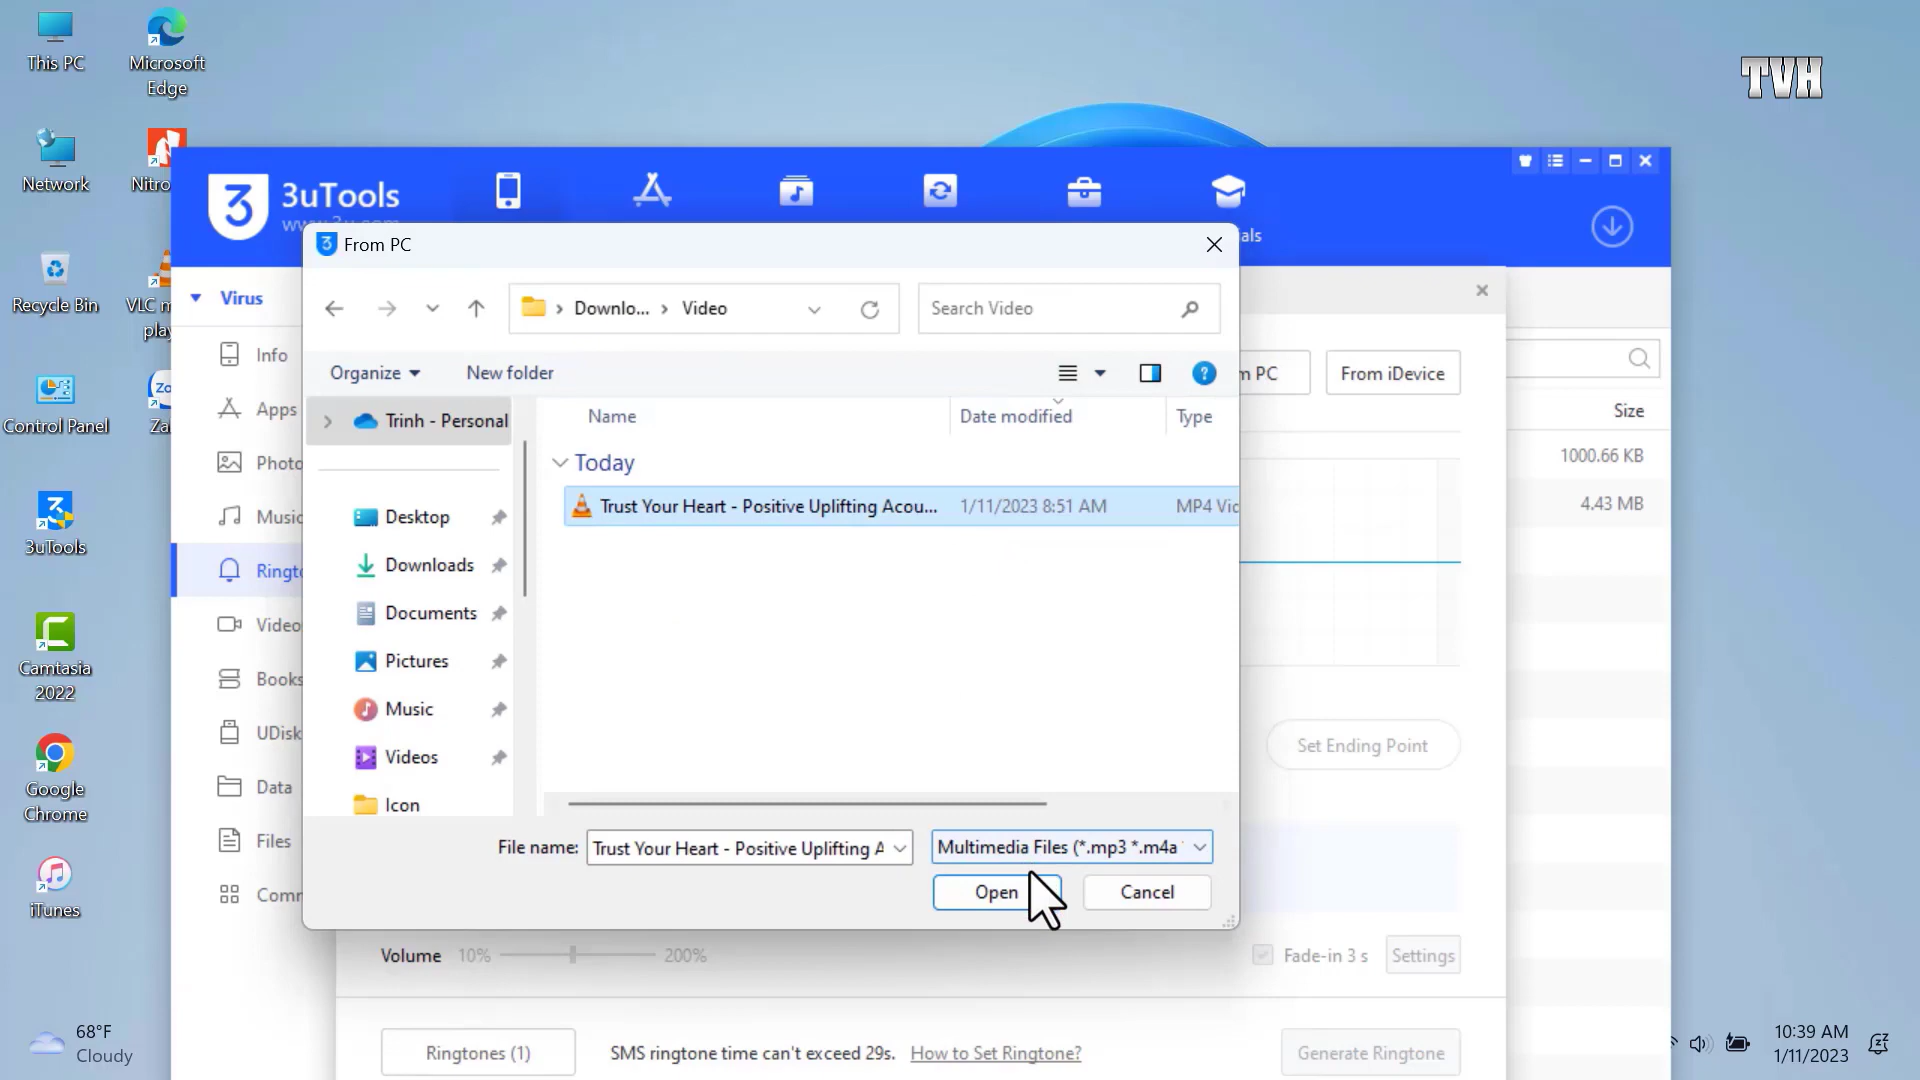 This PC
Microsoft
Edge
TVH
Network
Nitro
3uTools
From PC
Recycle Bin
VLC m
play
Virus
Downlo...
Video
Search Video
Info
Organize
New folder
m PC
From iDevice
Control Panel
Za
Apps
Trinh - Personal
Name
Date modified
Type
Size
Photo
Today
1000.66 KB
Music
Desktop
Trust Your Heart - Positive Uplifting Acou...
1/11/2023 8:51 AM
MP4 Vid
4.43 MB
3uTools
Ringto
Downloads
Video
Documents
Camtasia
2022
Books
Pictures
UDisk
Music
Set Ending Point
Google
Chrome
Data
Videos
Icon
Files
File name:
Trust Your Heart - Positive Uplifting A
Multimedia Files (*.mp3 *.m4a
Open
Cancel
iTunes
Comm
Volume
10%
200%
Fade-in 3 s
Settings
68°F
Cloudy
Ringtones (1)
SMS ringtone time can't exceed 29s.
How to Set Ringtone?
Generate Ringtone
10:39 AM
1/11/2023